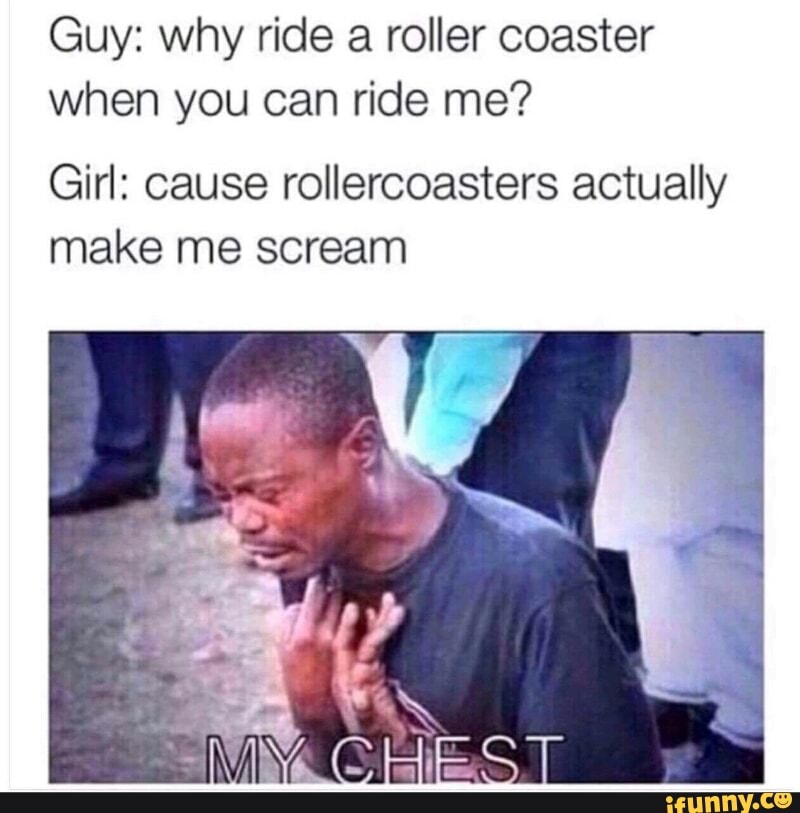 Guy: why ride a roller coaster
when you can ride me?
Girl: cause rollercoasters actually
make me scream
MY CHEST
ifunny.co